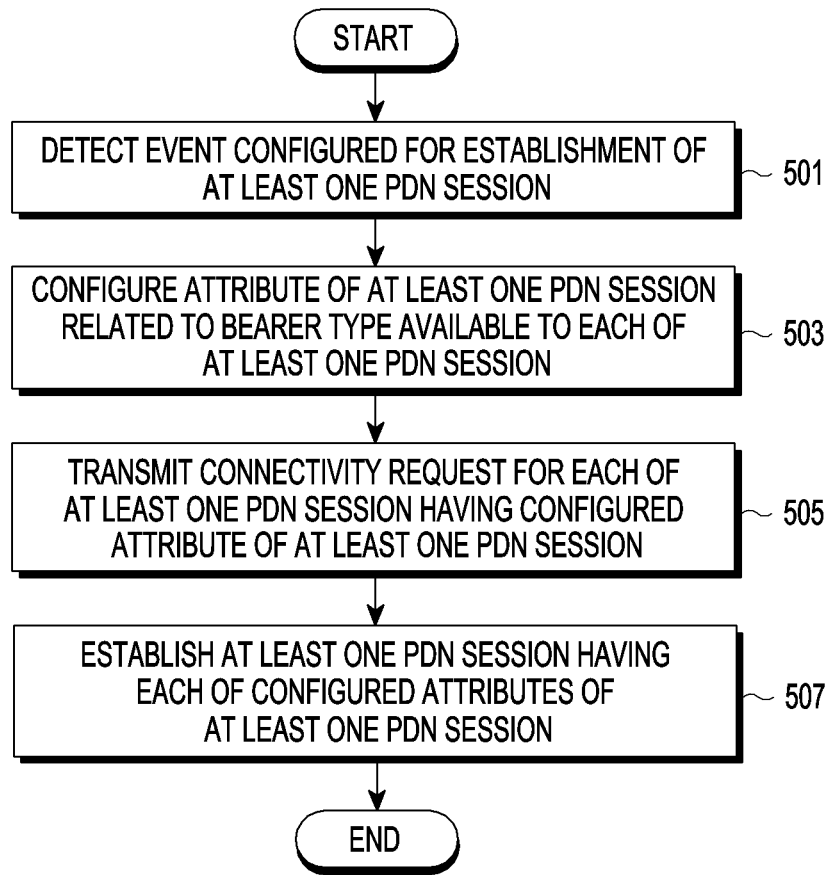 START
DETECT EVENT CONFIGURED FOR ESTABLISHMENT OF
AT LEAST ONE PDN SESSION
501
CONFIGURE ATTRIBUTE OF AT LEAST ONE PDN SESSION
RELATED TO BEARER TYPE AVAILABLE TO EACH OF
AT LEAST ONE PDN SESSION
503
TRANSMIT CONNECTIVITY REQUEST FOR EACH OF
AT LEAST ONE PDN SESSION HAVING CONFIGURED
ATTRIBUTE OF AT LEAST ONE PDN SESSION
505
ESTABLISH AT LEAST ONE PDN SESSION HAVING
EACH OF CONFIGURED ATTRIBUTES OF
AT LEAST ONE PDN SESSION
507
END